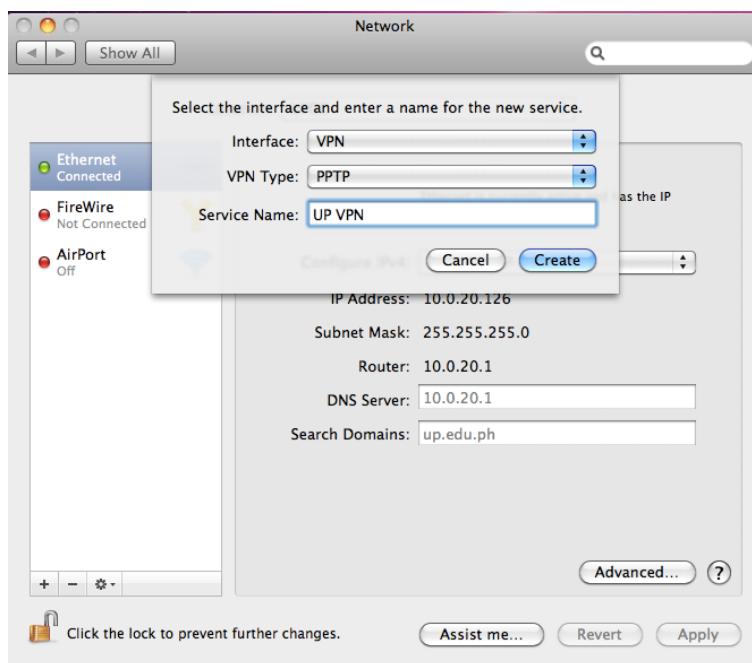 Network
Show All
Select the interface and enter a name for the new service.
Interface: VPN
VPN Type: PPTP
Service Name: UP VPN
Cancel Create
Ethernet
Connected
FireWire
Not Connected
AirPort
Off
as the IP
Configure IPv4:
IP Address: 10.0.20.126
Subnet Mask: 255.255.255.0
Router: 10.0.20.1
DNS Server: 10.0.20.1
Search Domains: up.edu.ph
Advanced... ?
+ −
Click the lock to prevent further changes.
Assist me... Revert Apply